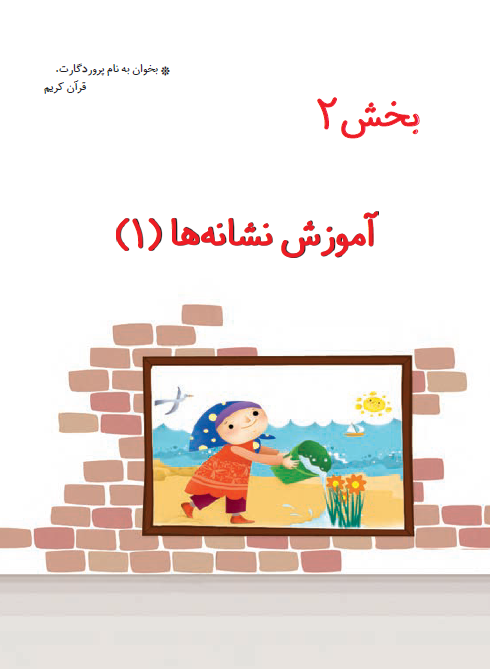 ❊ بخوان به نام پروردگارت.
قرآن کریم
بخش ۲
آموزش نشانه‌ها (۱)